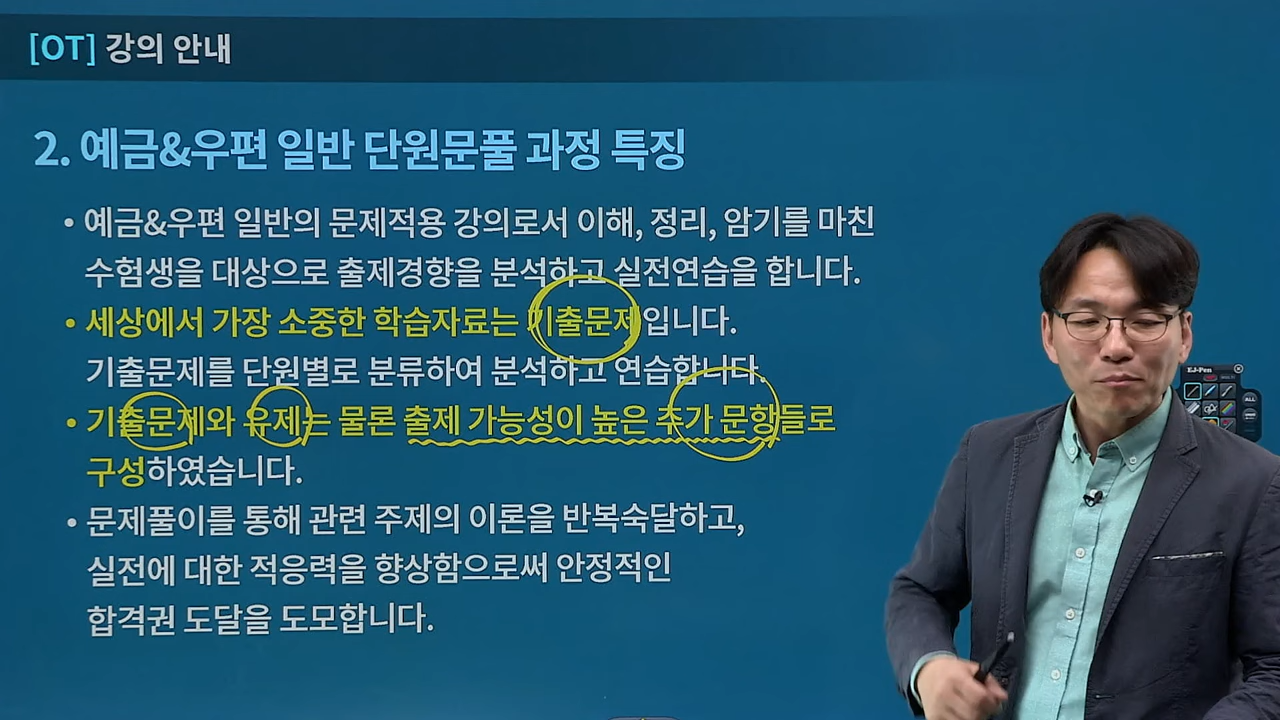 [OT] 강의 안내
2. 예금&우편 일반 단원문풀 과정 특징
• 예금&우편 일반의 문제적용 강의로서 이해, 정리, 암기를 마친
수험생을 대상으로 출제경향을 분석하고 실전연습을 합니다.
• 세상에서 가장 소중한 학습자료는 기출문제입니다.
기출문제를 단원별로 분류하여 분석하고 연습합니다.
• 기출문제와 유제는 물론 출제 가능성이 높은 추가 문항들로
구성하였습니다.
• 문제풀이를 통해 관련 주제의 이론을 반복숙달하고,
실전에 대한 적응력을 향상함으로써 안정적인
합격권 도달을 도모합니다.
EJ-Pen
ALL